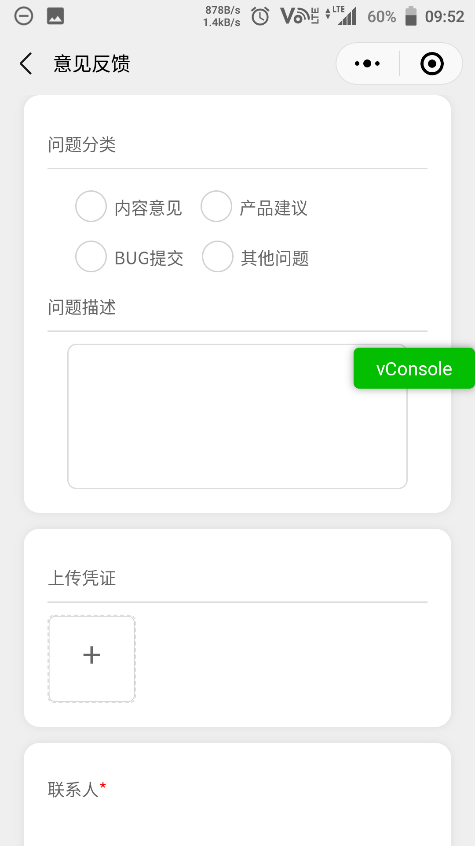 878B/s
1.4kB/s
LTE
60%
09:52
意见反馈
问题分类
内容意见
产品建议
BUG提交
其他问题
问题描述
vConsole
上传凭证
+
联系人*